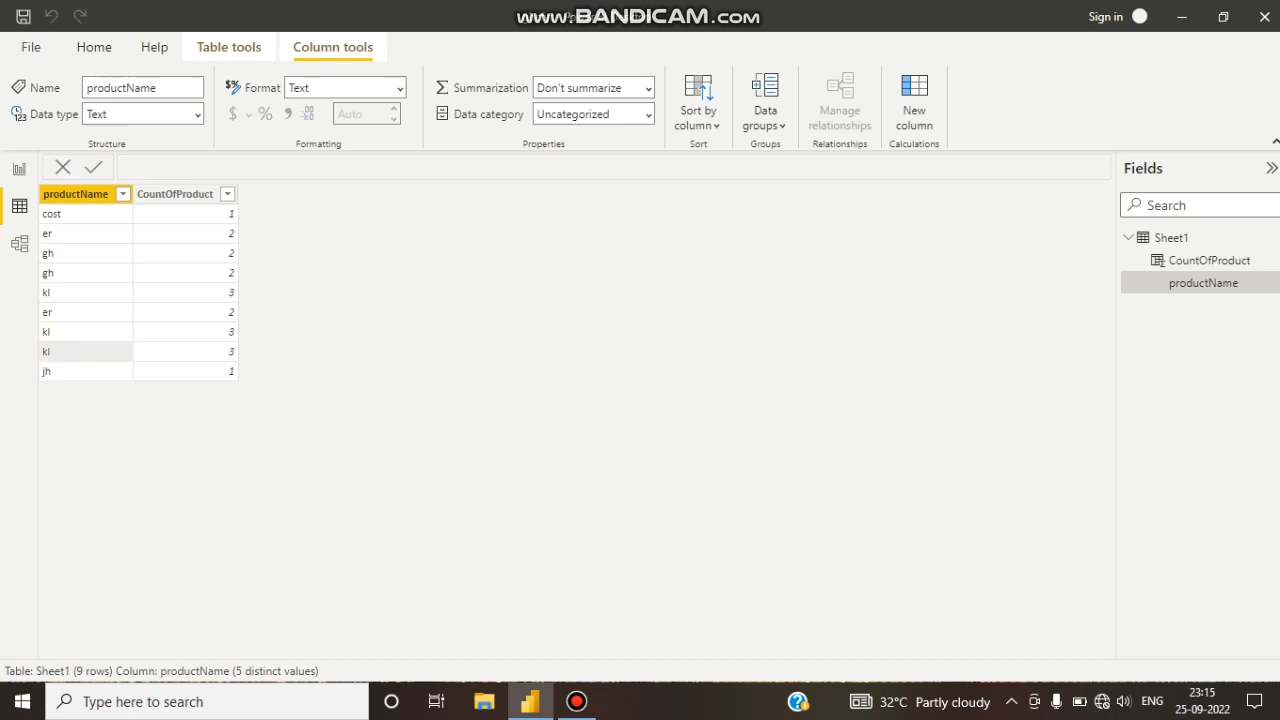 www.BANDICAM.com
Sign in
File Home Help Table tools Column tools
Name productName
Data type Text
Structure
Format Text
$ % Auto
Formatting
Summarization Don't summarize
Data category Uncategorized
Properties
Sort by
column
Sort
Data
groups
Groups
Manage
relationships
Relationships
New
column
Calculations
productName CountOfProduct
cost 1
er 2
gh 2
gh 2
kl 3
er 2
kl 3
kl 3
jh 1
Fields
Search
Sheet1
CountOfProduct
productName
Table: Sheet1 (9 rows) Column: productName (5 distinct values)
Type here to search
32°C Partly cloudy
ENG
23:15
25-09-2022